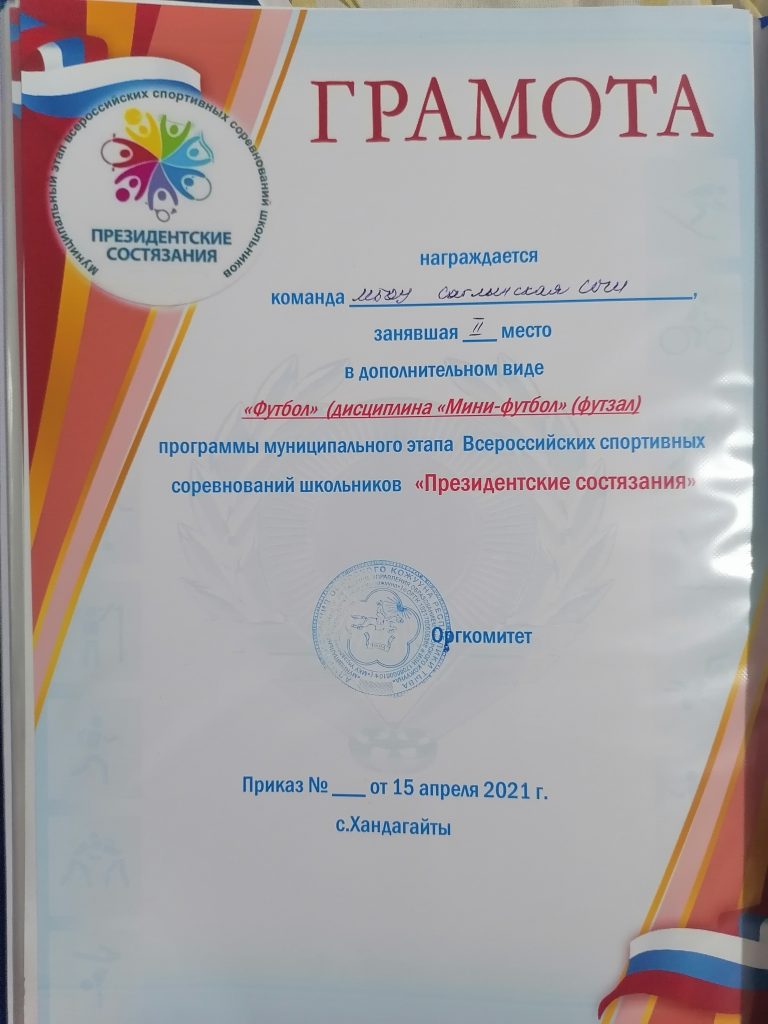 Муниципальный этап всероссийских спортивных соревнований школьников
ПРЕЗИДЕНТСКИЕ
СОСТЯЗАНИЯ
ГРАМОТА
награждается
команда МБОУ Саглынская СОШ,
занявшая II место
в дополнительном виде
«Футбол» (дисциплина «Мини-футбол» (футзал)
программы муниципального этапа Всероссийских спортивных
соревнований школьников «Президентские состязания»
Оргкомитет
Приказ № ___ от 15 апреля 2021 г.
с.Хандагайты